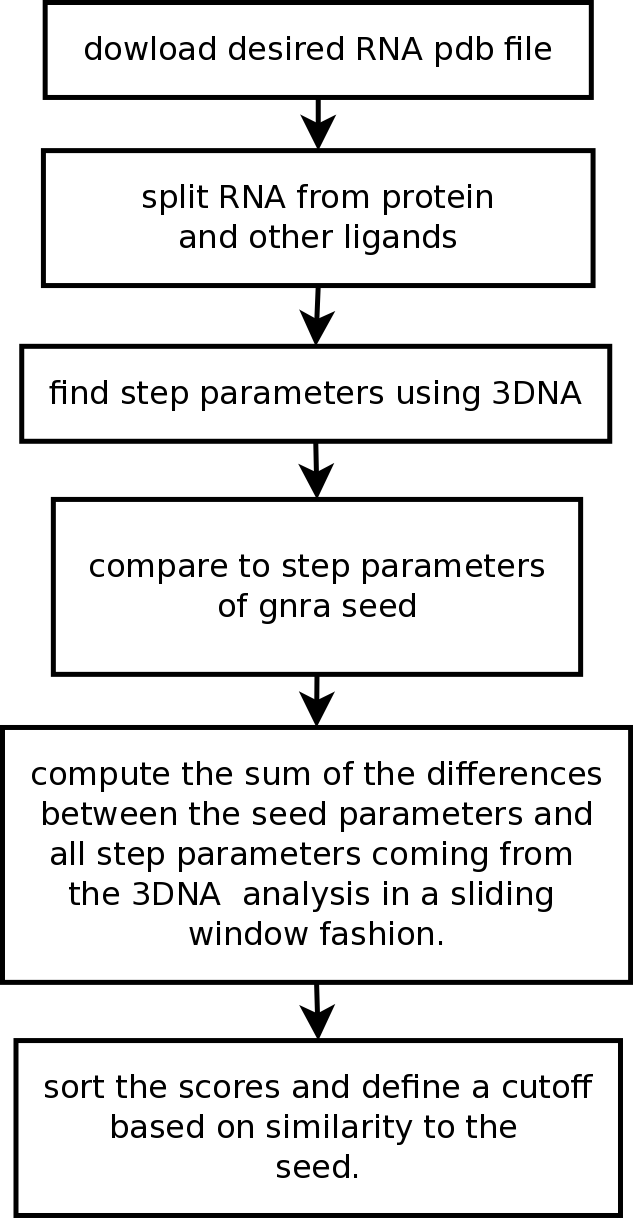 dowload desired RNA pdb file
split RNA from protein
and other ligands
find step parameters using 3DNA
compare to step parameters
of gnra seed
compute the sum of the differences
between the seed parameters and
all step parameters coming from
the 3DNA  analysis in a sliding
window fashion.
sort the scores and define a cutoff
based on similarity to the
seed.